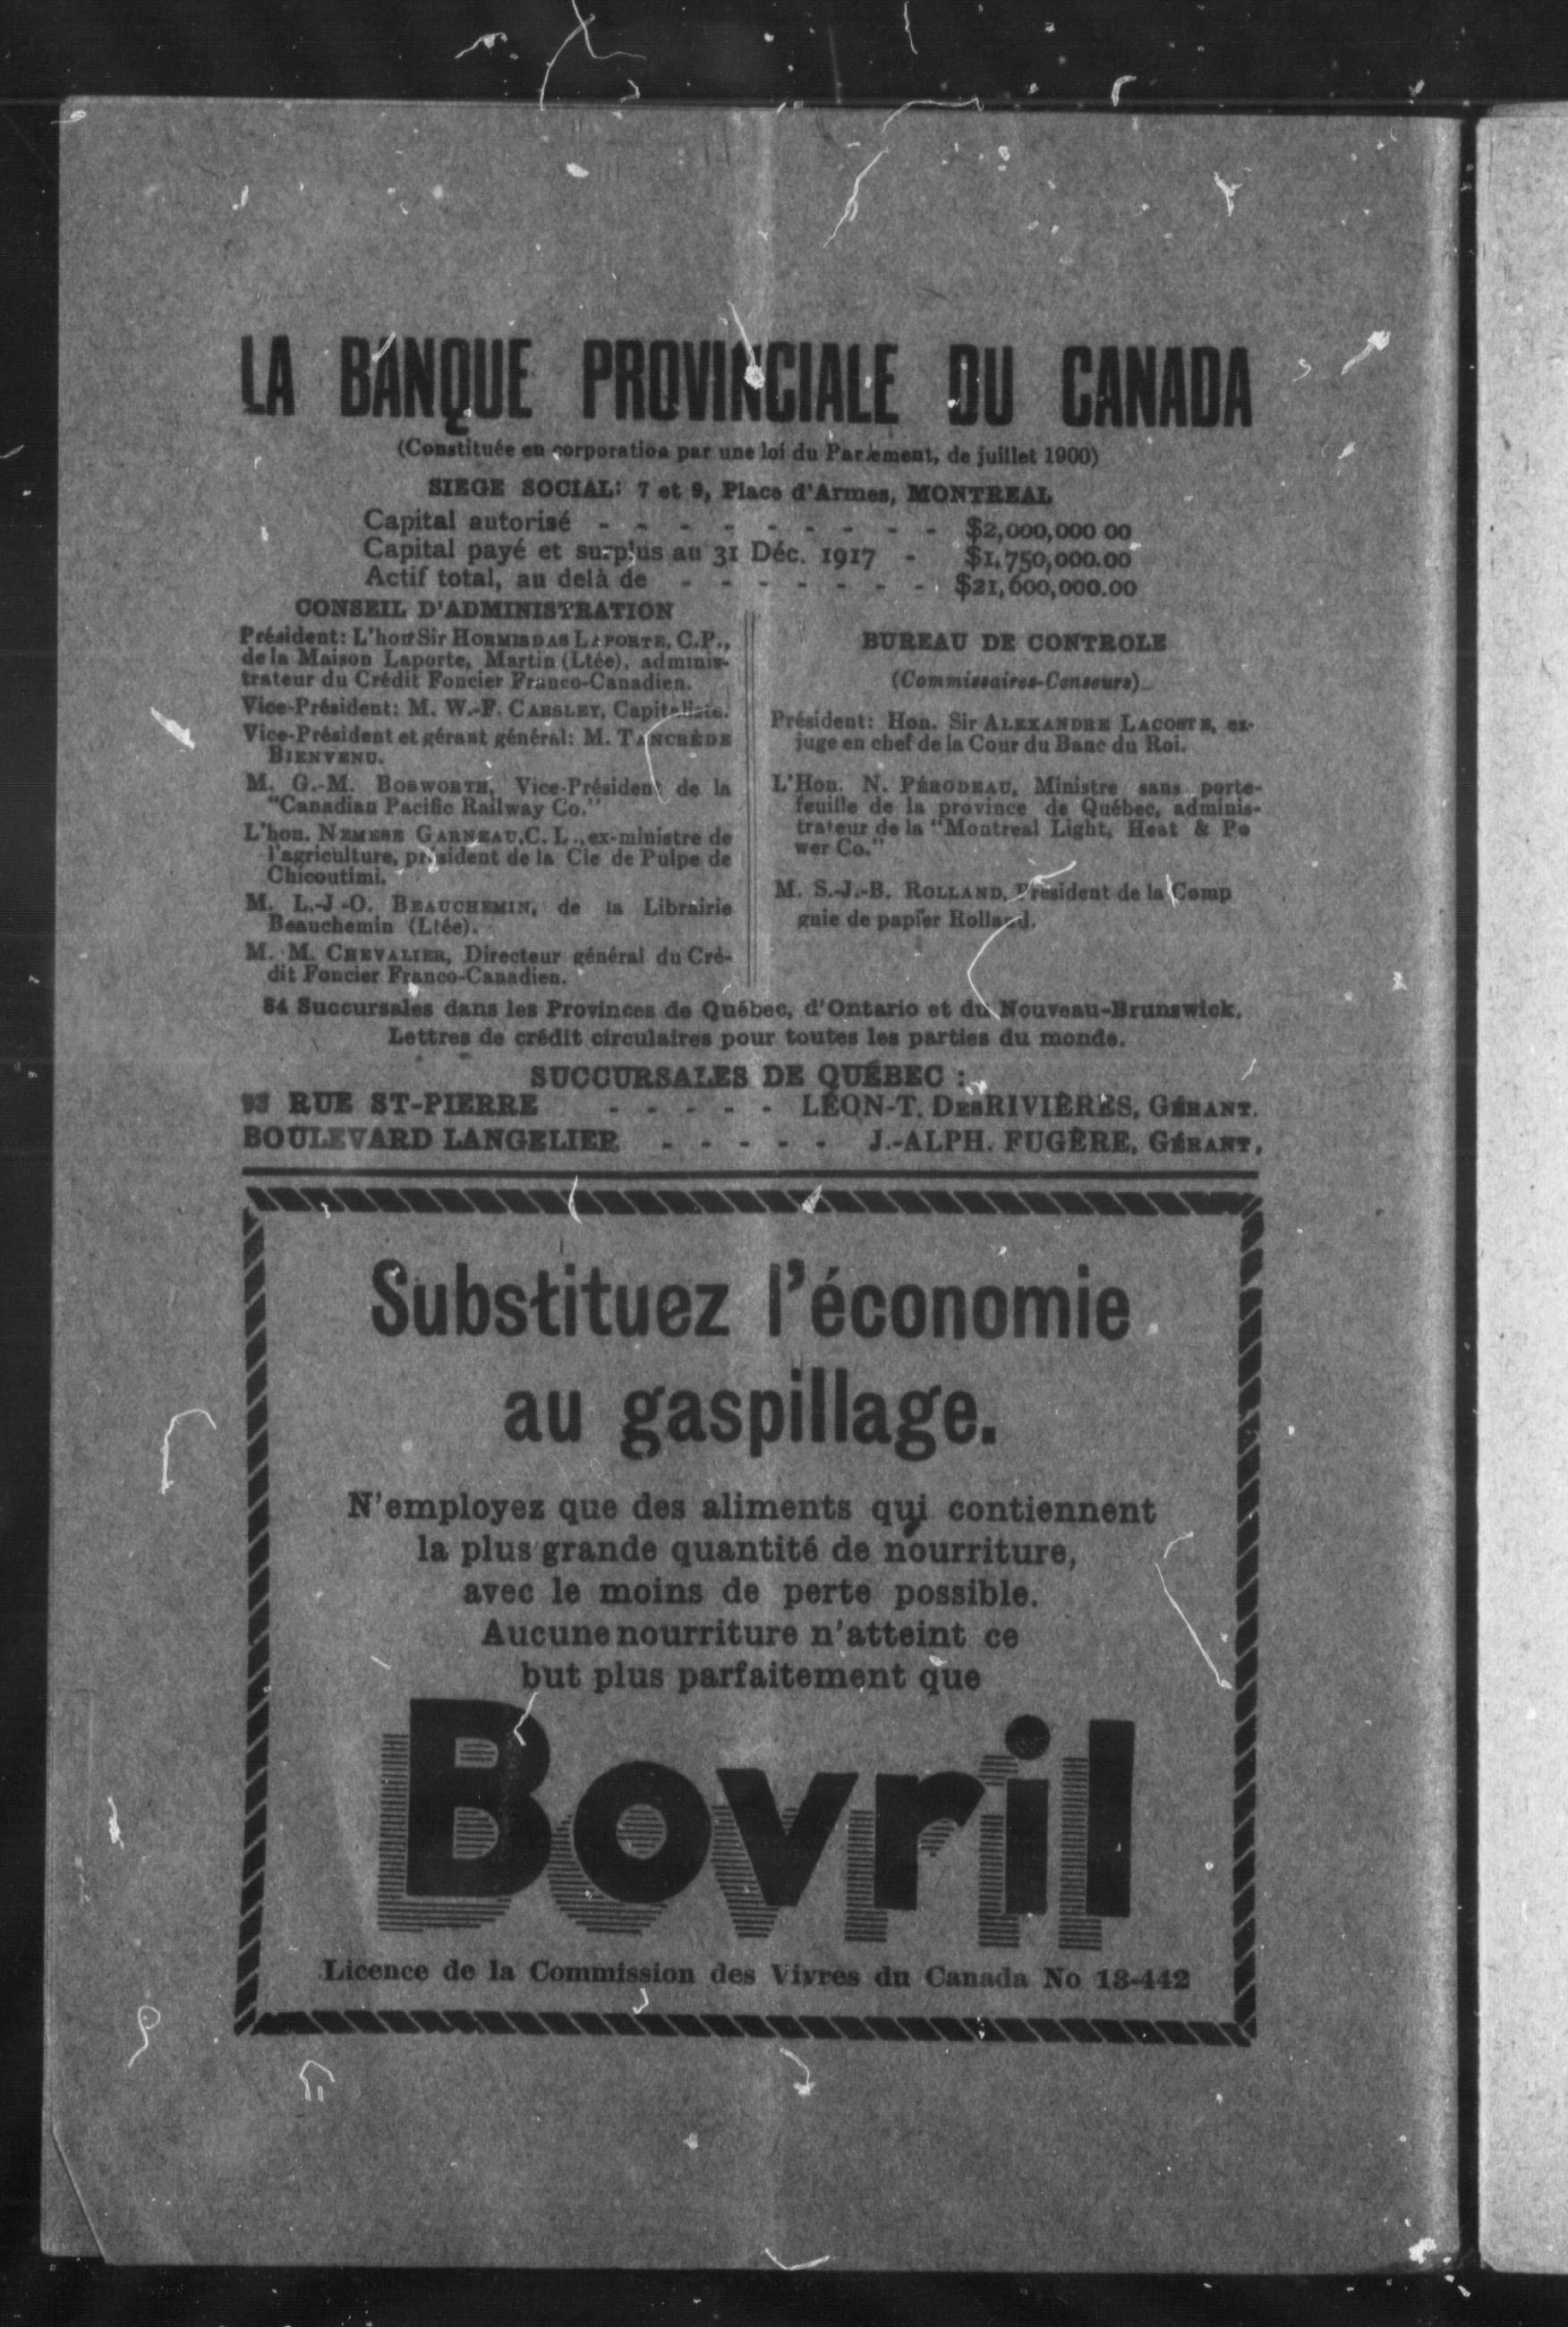 LA BANQUE PROVINCIALE DU CANADA
(Constituée en corporation par une loi du Parlement, de juillet 1900)
SIEGE SOCIAL: 7 et 9, Place d'Armes, MONTREAL
Capital autorisé - - - - - - - - - $2,000,000 00
Capital payé et surplus au 31 Déc. 1917 - $1,750,000.00
Actif total, au delà de - - - - - - - $21,600,000.00
CONSEIL D'ADMINISTRATION
Président: L'hon Sir HORMISDAS LAPORTE, C.P.,
de la Maison Laporte, Martin (Ltée), adminis-
trateur du Crédit Foncier Franco-Canadien.
Vice-Président: M. W.-F. CARSLEY, Capitaliste.
Vice-Président et gérant général: M. TANCRÈDE
BIENVENU.
M. G.-M. BOSWORTH, Vice-Président de la
"Canadian Pacific Railway Co."
L'hon. NEMESE GARNEAU, C. L., ex-ministre de
l'agriculture, président de la Cie de Pulpe de
Chicoutimi.
M. L.-J-O. BEAUCHEMIN, de la Librairie
Beauchemin (Ltée).
M. M. CHEVALIER, Directeur général du Cré-
dit Foncier Franco-Canadien.
BUREAU DE CONTROLE
(Commissaires-Censeurs)
Président: Hon. Sir ALEXANDRE LACOSTE, ex-
juge en chef de la Cour du Banc du Roi.
L'Hon. N. PÉRODEAU, Ministre sans porte-
feuille de la province de Québec, adminis-
trateur de la "Montreal Light, Heat & Po
wer Co."
M. S.-J.-B. ROLLAND, Président de la Comp
gnie de papier Rolland.
84 Succursales dans les Provinces de Québec, d'Ontario et du Nouveau-Brunswick.
Lettres de crédit circulaires pour toutes les parties du monde.
SUCCURSALES DE QUÉBEC :
93 RUE ST-PIERRE - - - - - LÉON-T. DESRIVIÈRES, GÉRANT.
BOULEVARD LANGELIER - - - - - J.-ALPH. FUGÈRE, GÉRANT,
Substituez l'économie
au gaspillage.
N'employez que des aliments qui contiennent
la plus grande quantité de nourriture,
avec le moins de perte possible.
Aucune nourriture n'atteint ce
but plus parfaitement que
Bovril
Licence de la Commission des Vivres du Canada No 13-442